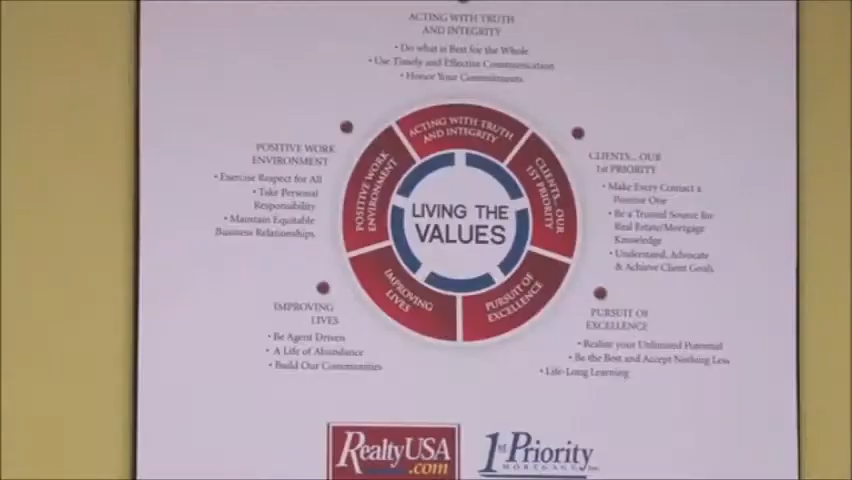 ACTING WITH TRUTH
AND INTEGRITY
• Do what is Best for the Whole
• Use Timely and Effective Communication
• Honor Your Commitments
POSITIVE WORK
ENVIRONMENT
• Exercise Respect for All
• Take Personal
Responsibility
• Maintain Equitable
Business Relationships
CLIENTS... OUR
1st PRIORITY
• Make Every Contact a
Positive One
• Be a Trusted Source for
Real Estate/Mortgage
Knowledge
• Understand, Advocate
& Achieve Client Goals
ACTING WITH TRUTH
AND INTEGRITY
POSITIVE WORK
ENVIRONMENT
CLIENTS... OUR
1ST PRIORITY
LIVING THE
VALUES
IMPROVING
LIVES
PURSUIT OF
EXCELLENCE
IMPROVING
LIVES
• Be Agent Driven
• A Life of Abundance
• Build Our Communities
PURSUIT OF
EXCELLENCE
• Realize your Unlimited Potential
• Be the Best and Accept Nothing Less
• Life-Long Learning
RealtyUSA
.com
1st Priority
MORTGAGE, INC.